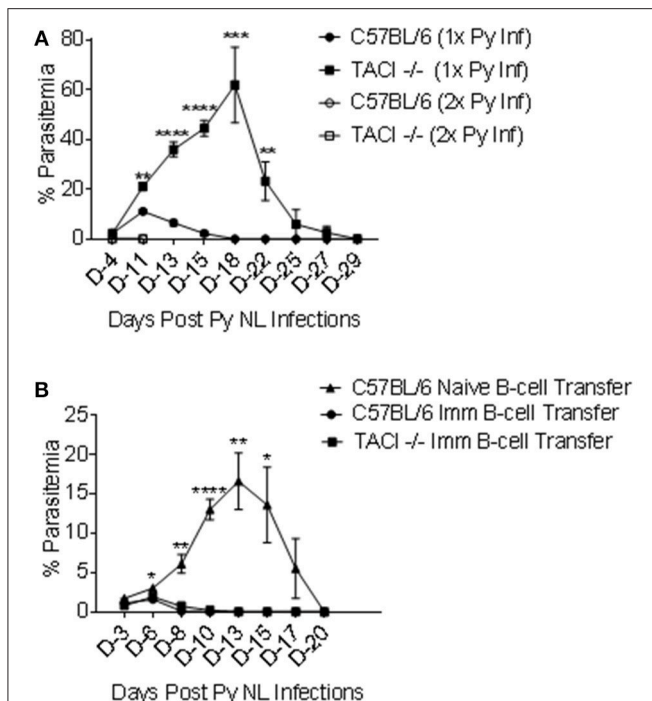 A
80
60
40
20
0
% Parasitemia
**
****
****
***
**
C57BL/6 (1x Py Inf)
TACI -/- (1x Py Inf)
C57BL/6 (2x Py Inf)
TACI -/- (2x Py Inf)
D-4
D-11
D-13
D-15
D-18
D-22
D-25
D-27
D-29
Days Post Py NL Infections
B
C57BL/6 Naive B-cell Transfer
C57BL/6 Imm B-cell Transfer
TACI -/- Imm B-cell Transfer
25
20
15
10
5
0
% Parasitemia
*
**
****
**
*
D-3
D-6
D-8
D-10
D-13
D-15
D-17
D-20
Days Post Py NL Infections